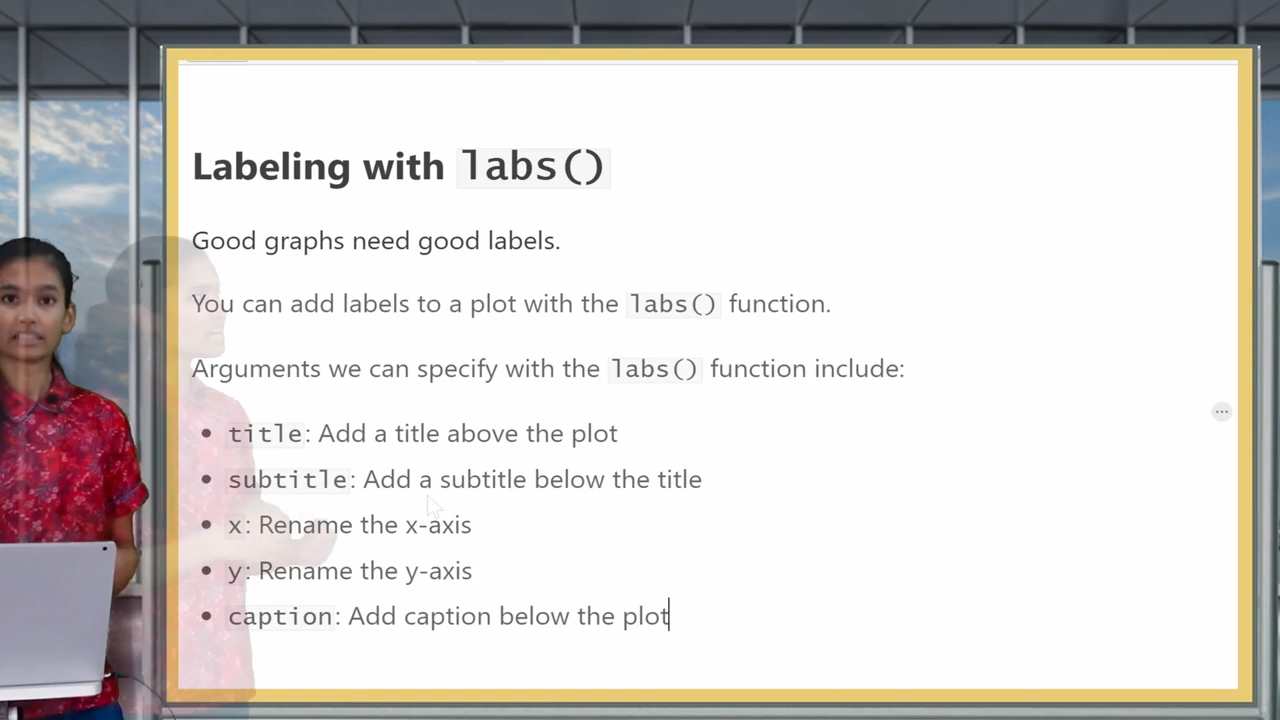 Labeling with labs()
Good graphs need good labels.
You can add labels to a plot with the labs() function.
Arguments we can specify with the labs() function include:
• title: Add a title above the plot
• subtitle: Add a subtitle below the title
• x: Rename the x-axis
• y: Rename the y-axis
• caption: Add caption below the plot